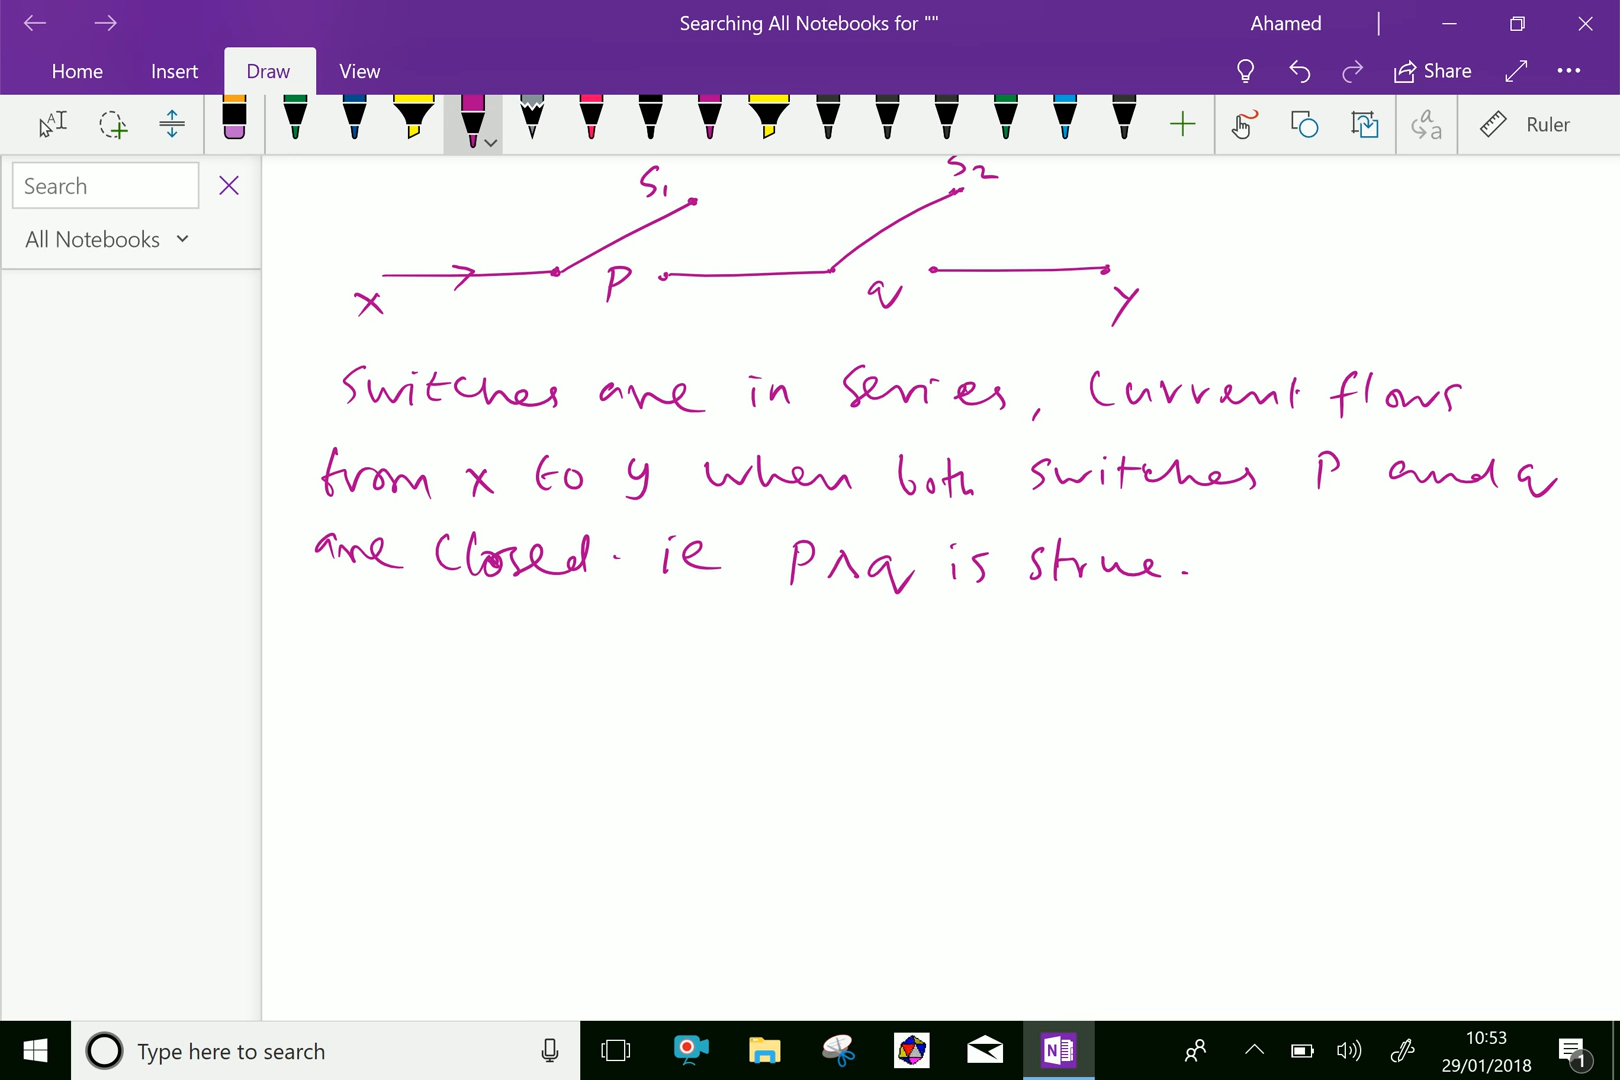 Searching All Notebooks for ""
Ahamed
Home Insert Draw View
Share
Ruler
Search
All Notebooks
S1 S2
x P q y
Switches are in series, Current flows
from x to y when both switches P and q
are closed. ie P∧q is strue.
Type here to search
10:53
29/01/2018
1